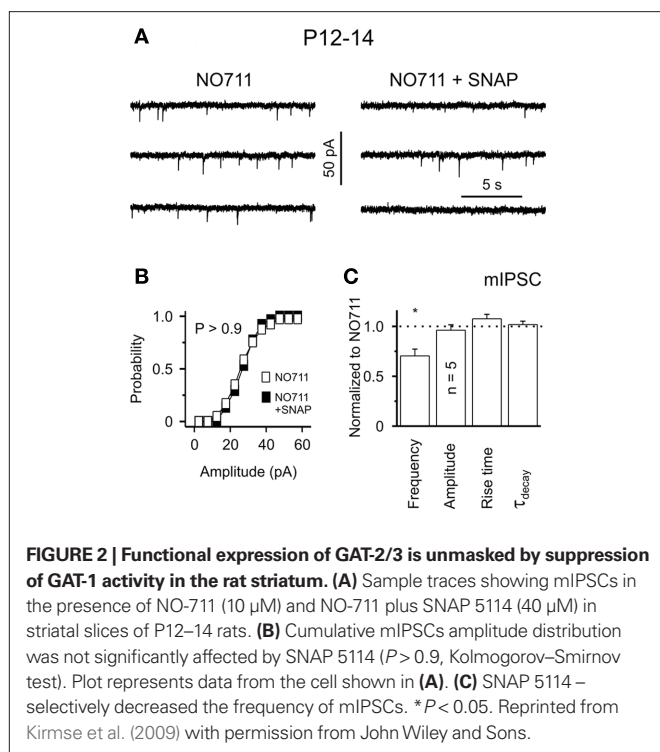 A
P12-14
NO711
NO711 + SNAP
50 pA
5 s
B
C
mIPSC
1.0
0.5
0
Probability
P > 0.9
NO711
NO711
+SNAP
0 20 40 60
Amplitude (pA)
Normalized to NO711
1.0
0.5
0
*
n = 5
Frequency
Amplitude
Rise time
τdecay
FIGURE 2 | Functional expression of GAT-2/3 is unmasked by suppression
of GAT-1 activity in the rat striatum. (A) Sample traces showing mIPSCs in
the presence of NO-711 (10 μM) and NO-711 plus SNAP 5114 (40 μM) in
striatal slices of P12–14 rats. (B) Cumulative mIPSCs amplitude distribution
was not significantly affected by SNAP 5114 (P > 0.9, Kolmogorov–Smirnov
test). Plot represents data from the cell shown in (A). (C) SNAP 5114 –
selectively decreased the frequency of mIPSCs. *P < 0.05. Reprinted from
Kirmse et al. (2009) with permission from John Wiley and Sons.